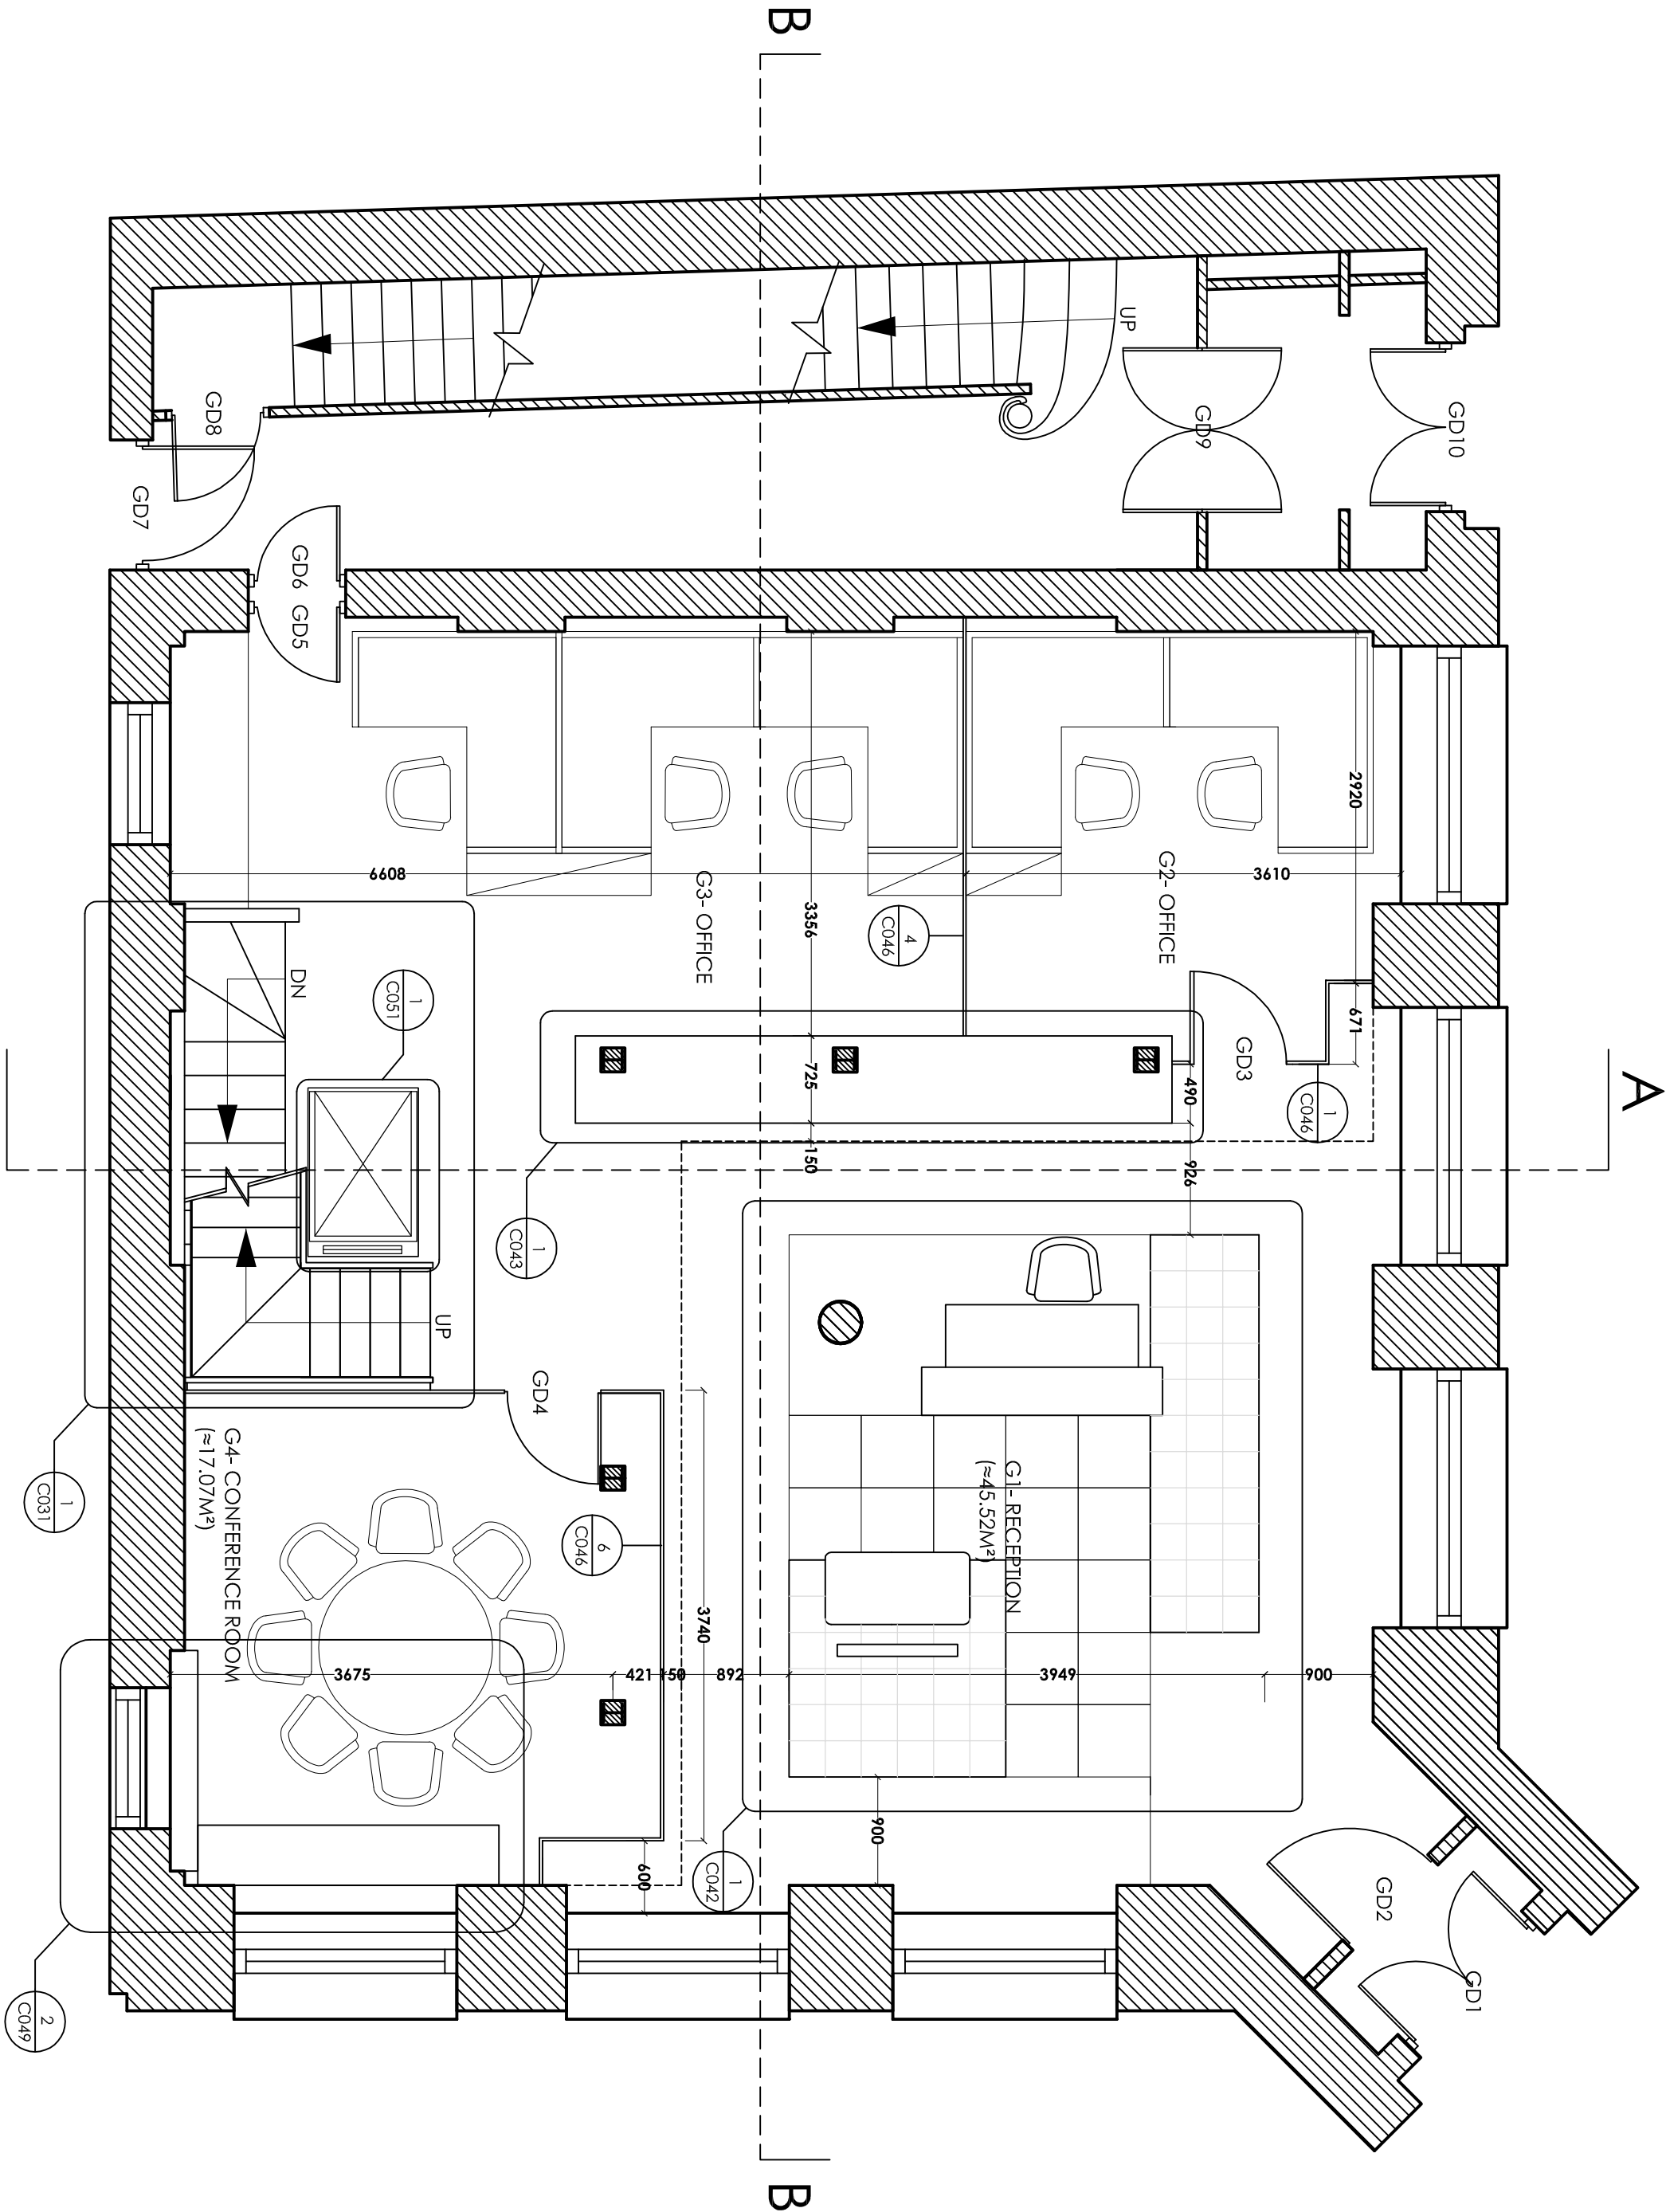 B
A
UP
GD10
GD9
GD8
GD7
GD6
GD5
2920
6608
3610
G3- OFFICE
G2- OFFICE
3356
4
C046
DN
1
C051
671
GD3
725
490
1
C046
150
926
1
C043
UP
GD4
G4- CONFERENCE ROOM
(≈17.07M²)
1
C031
6
C046
G1- RECEPTION
(≈45.52M²)
3740
3675
421
150
892
3949
900
900
600
1
C042
GD2
GD1
2
C049
B